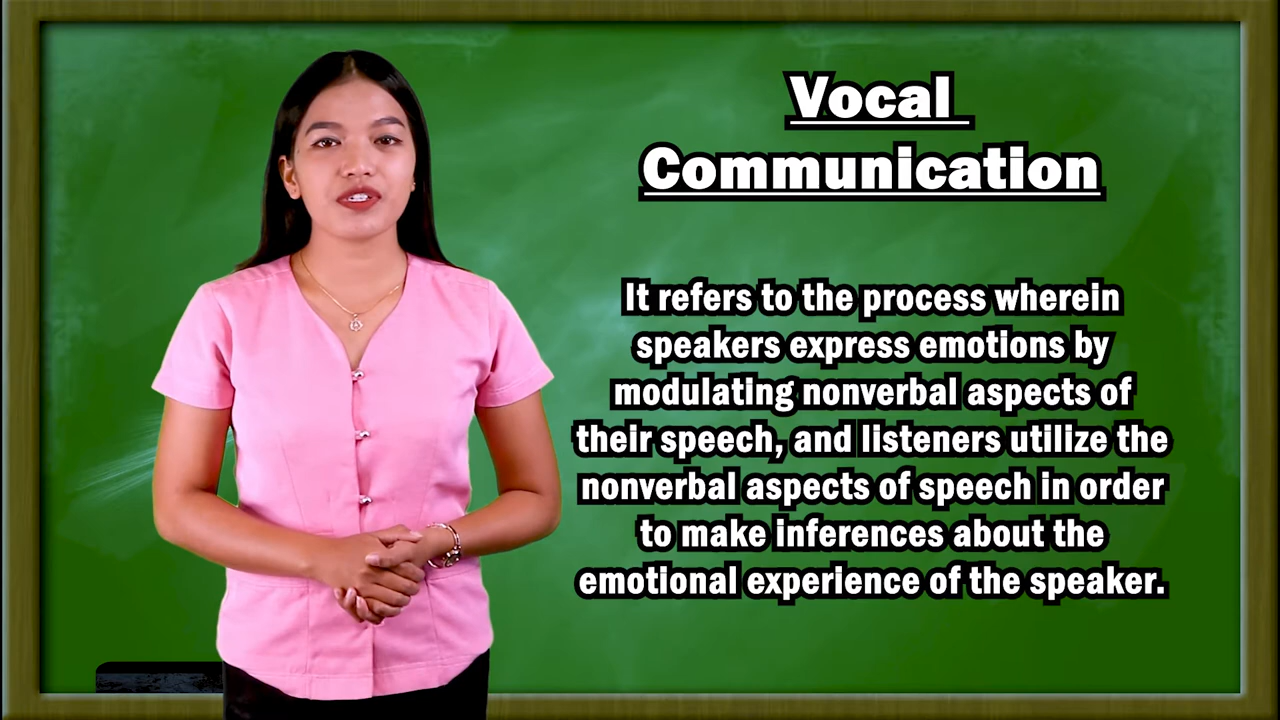 Vocal
Communication
It refers to the process wherein
speakers express emotions by
modulating nonverbal aspects of
their speech, and listeners utilize the
nonverbal aspects of speech in order
to make inferences about the
emotional experience of the speaker.